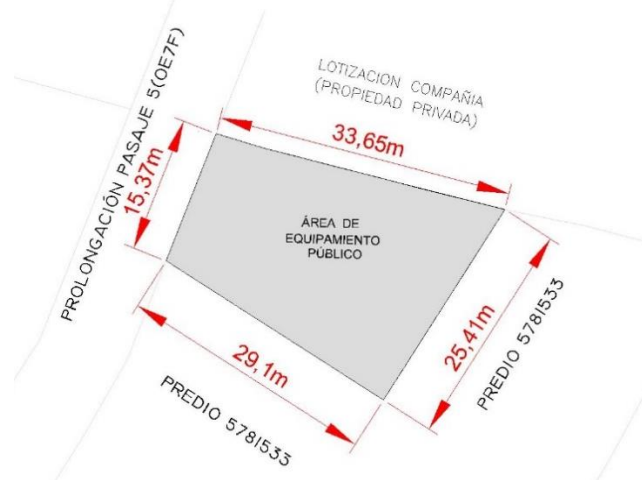 LOTIZACION COMPAÑIA
(PROPIEDAD PRIVADA)
33,65m
PROLONGACIÓN PASAJE 5(OE7F)
15,37m
ÁREA DE
EQUIPAMIENTO
PÚBLICO
25,41m
PREDIO 5781533
29,1m
PREDIO 5781533